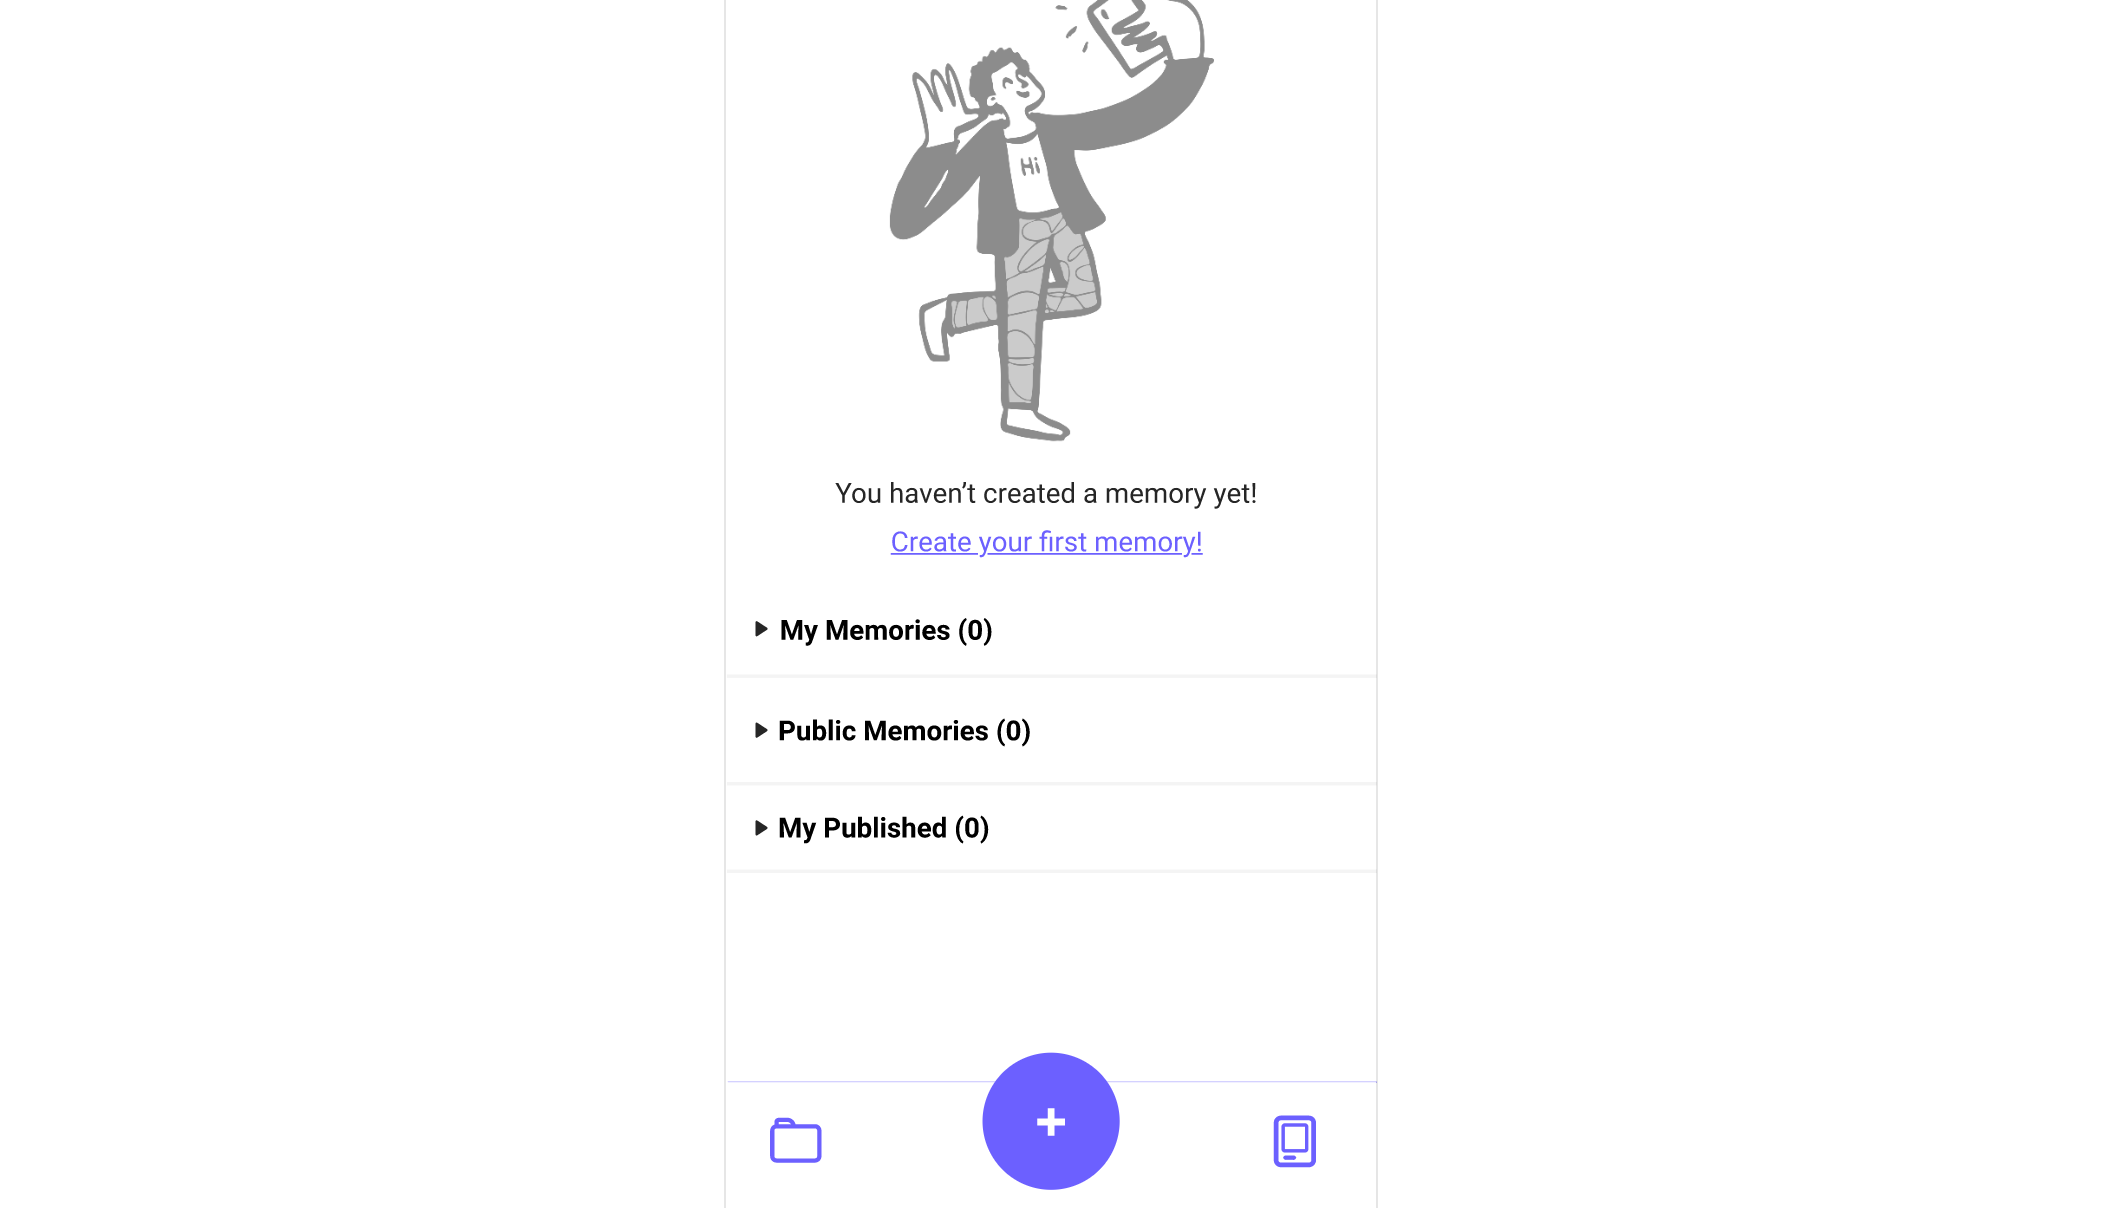 Hi
You haven’t created a memory yet!
Create your first memory!
My Memories (0)
Public Memories (0)
My Published (0)
+